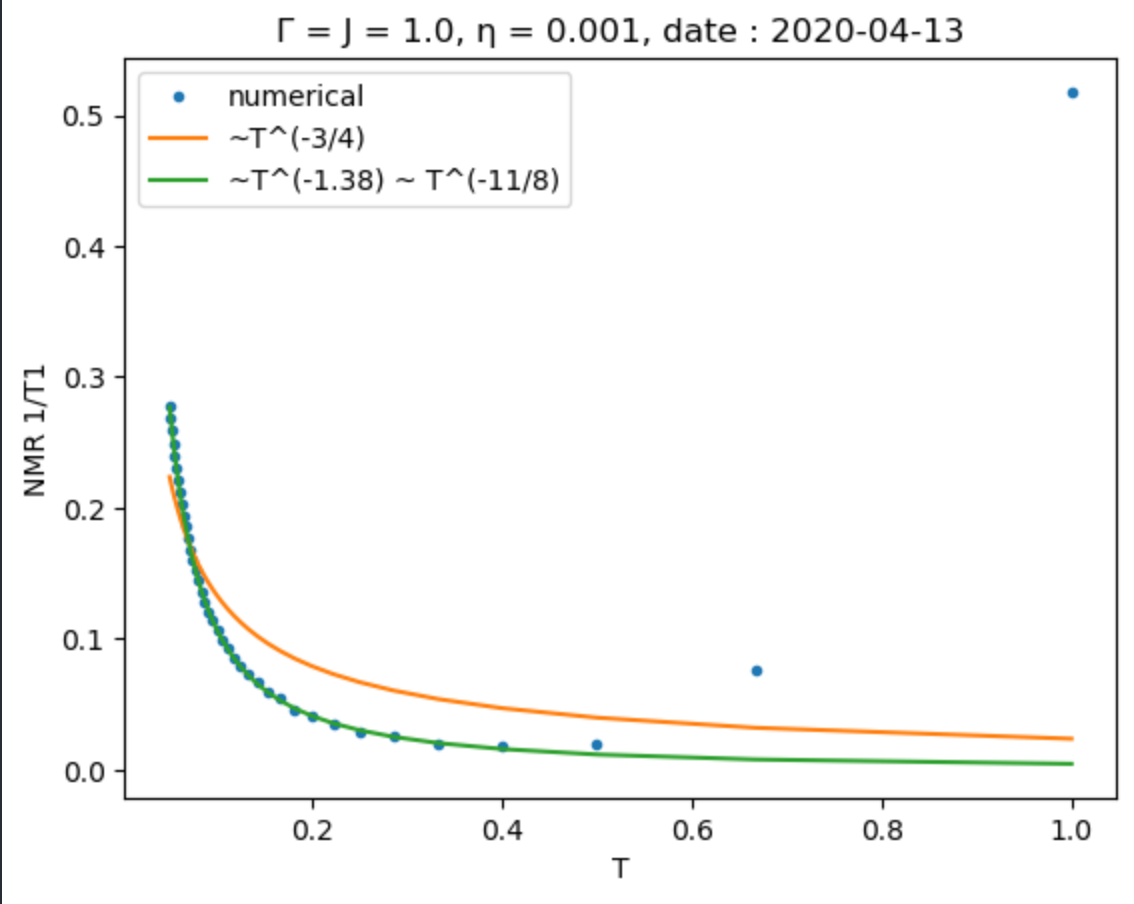 Γ = J = 1.0, η = 0.001, date : 2020-04-13
numerical
~T^(-3/4)
~T^(-1.38) ~ T^(-11/8)
NMR 1/T1
0.5
0.4
0.3
0.2
0.1
0.0
0.2 0.4 0.6 0.8 1.0
T